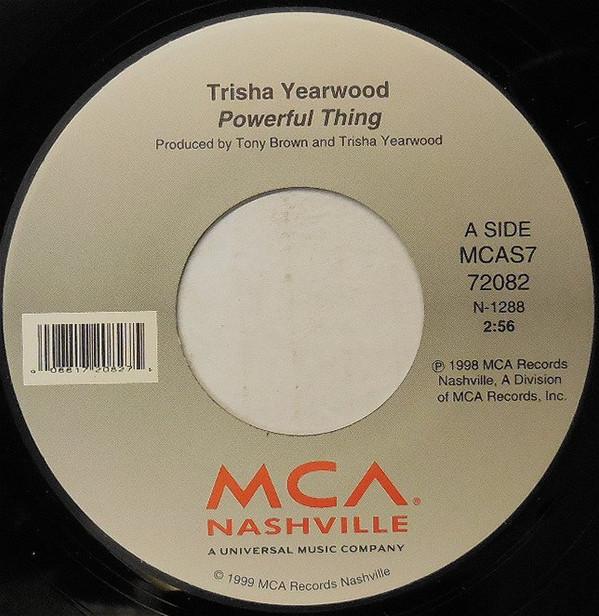 Trisha Yearwood
Powerful Thing
Produced by Tony Brown and Trisha Yearwood
A SIDE
MCAS7
72082
N-1288
2:56
℗ 1998 MCA Records
Nashville, A Division
of MCA Records, Inc.
MCA®
NASHVILLE
A UNIVERSAL MUSIC COMPANY
© 1999 MCA Records Nashville